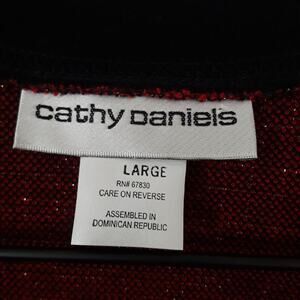 cathy Daniels
LARGE
RN# 67830
CARE ON REVERSE
ASSEMBLED IN
DOMINICAN REPUBLIC